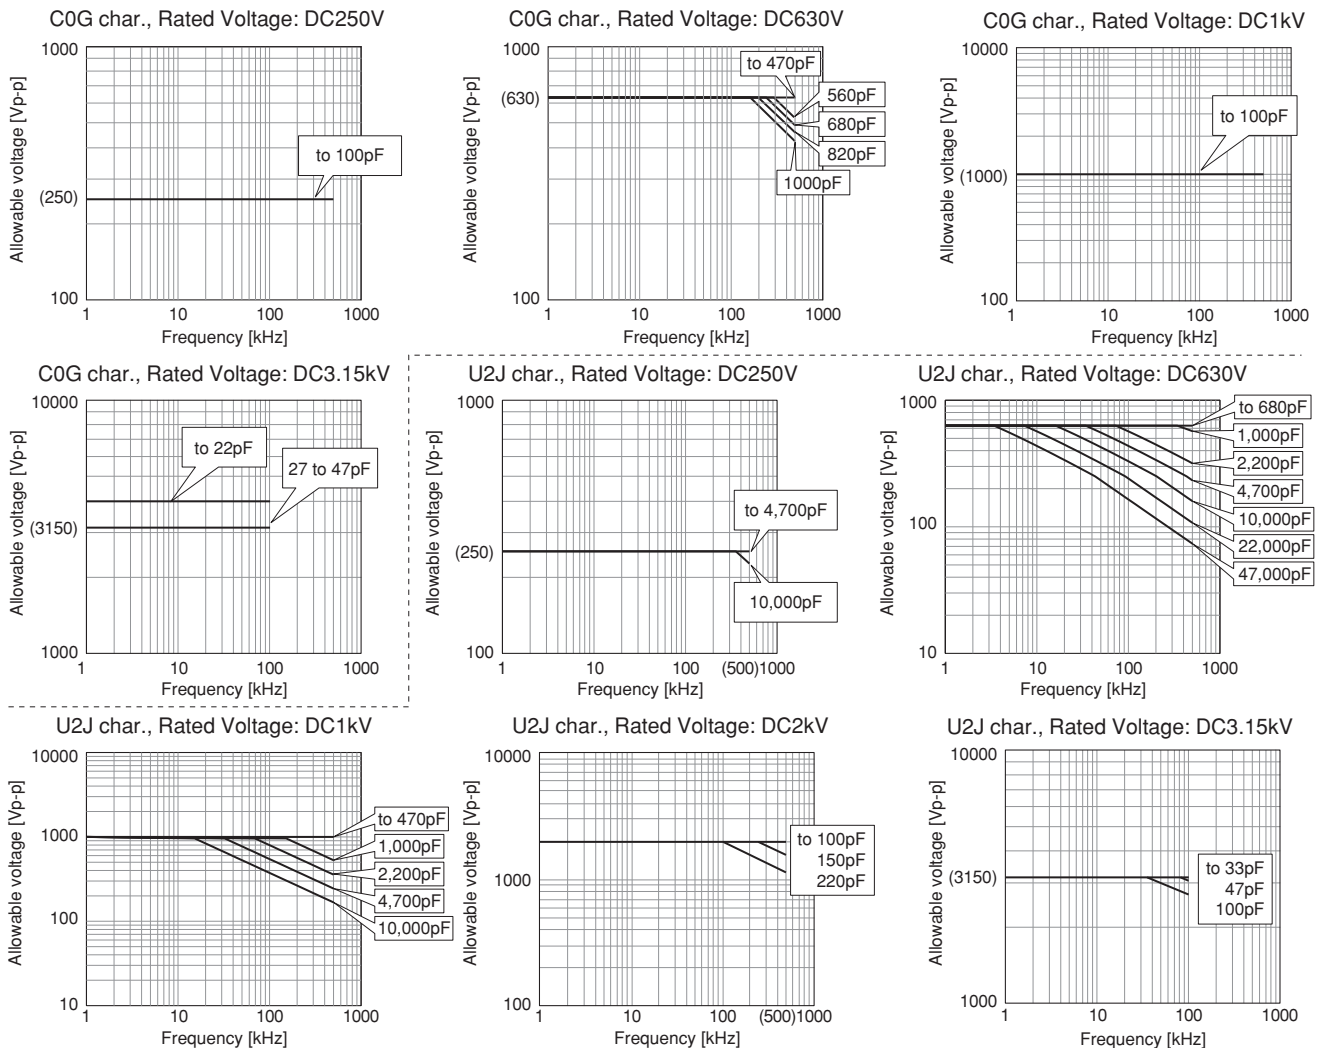 C0G char., Rated Voltage: DC250V
1000
Allowable voltage [Vp-p]
to 100pF
(250)
100
1 10 100 1000
Frequency [kHz]
C0G char., Rated Voltage: DC630V
1000
Allowable voltage [Vp-p]
to 470pF
(630)
560pF
680pF
820pF
1000pF
100
1 10 100 1000
Frequency [kHz]
C0G char., Rated Voltage: DC1kV
10000
Allowable voltage [Vp-p]
to 100pF
(1000)
100
1 10 100 1000
Frequency [kHz]
C0G char., Rated Voltage: DC3.15kV
10000
Allowable voltage [Vp-p]
to 22pF
27 to 47pF
(3150)
1000
1 10 100 1000
Frequency [kHz]
U2J char., Rated Voltage: DC250V
1000
Allowable voltage [Vp-p]
to 4,700pF
(250)
10,000pF
100
1 10 100 (500)1000
Frequency [kHz]
U2J char., Rated Voltage: DC630V
1000
Allowable voltage [Vp-p]
to 680pF
1,000pF
2,200pF
4,700pF
100
10,000pF
22,000pF
47,000pF
10
1 10 100 1000
Frequency [kHz]
U2J char., Rated Voltage: DC1kV
10000
Allowable voltage [Vp-p]
to 470pF
1000
1,000pF
2,200pF
4,700pF
100
10,000pF
10
1 10 100 1000
Frequency [kHz]
U2J char., Rated Voltage: DC2kV
10000
Allowable voltage [Vp-p]
to 100pF
150pF
220pF
1000
100
1 10 100 (500)1000
Frequency [kHz]
U2J char., Rated Voltage: DC3.15kV
10000
Allowable voltage [Vp-p]
to 33pF
(3150)
47pF
100pF
1000
1 10 100 1000
Frequency [kHz]